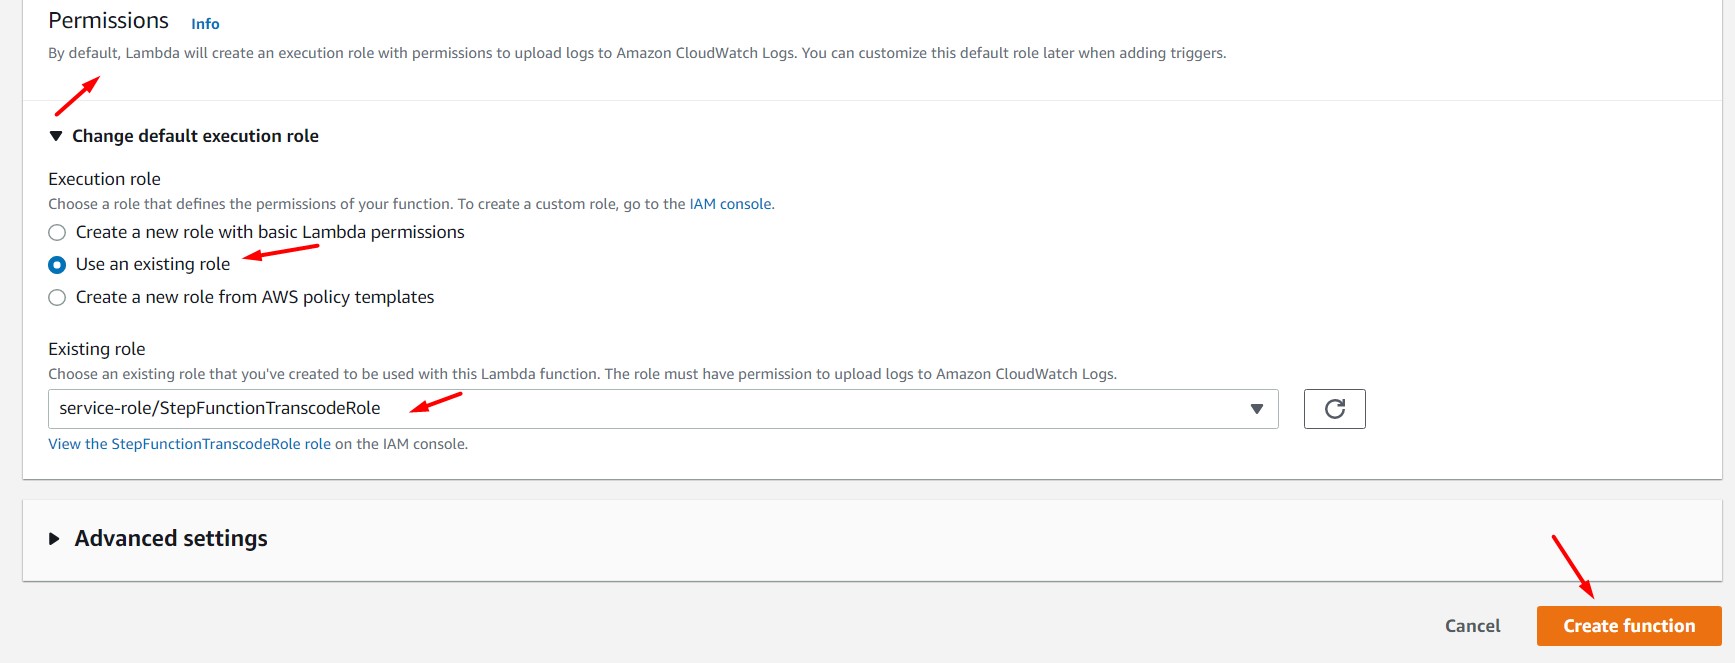 Permissions Info
By default, Lambda will create an execution role with permissions to upload logs to Amazon CloudWatch Logs. You can customize this default role later when adding triggers.
Change default execution role
Execution role
Choose a role that defines the permissions of your function. To create a custom role, go to the IAM console.
Create a new role with basic Lambda permissions
Use an existing role
Create a new role from AWS policy templates
Existing role
Choose an existing role that you've created to be used with this Lambda function. The role must have permission to upload logs to Amazon CloudWatch Logs.
service-role/StepFunctionTranscodeRole
View the StepFunctionTranscodeRole role on the IAM console.
Advanced settings
Cancel Create function